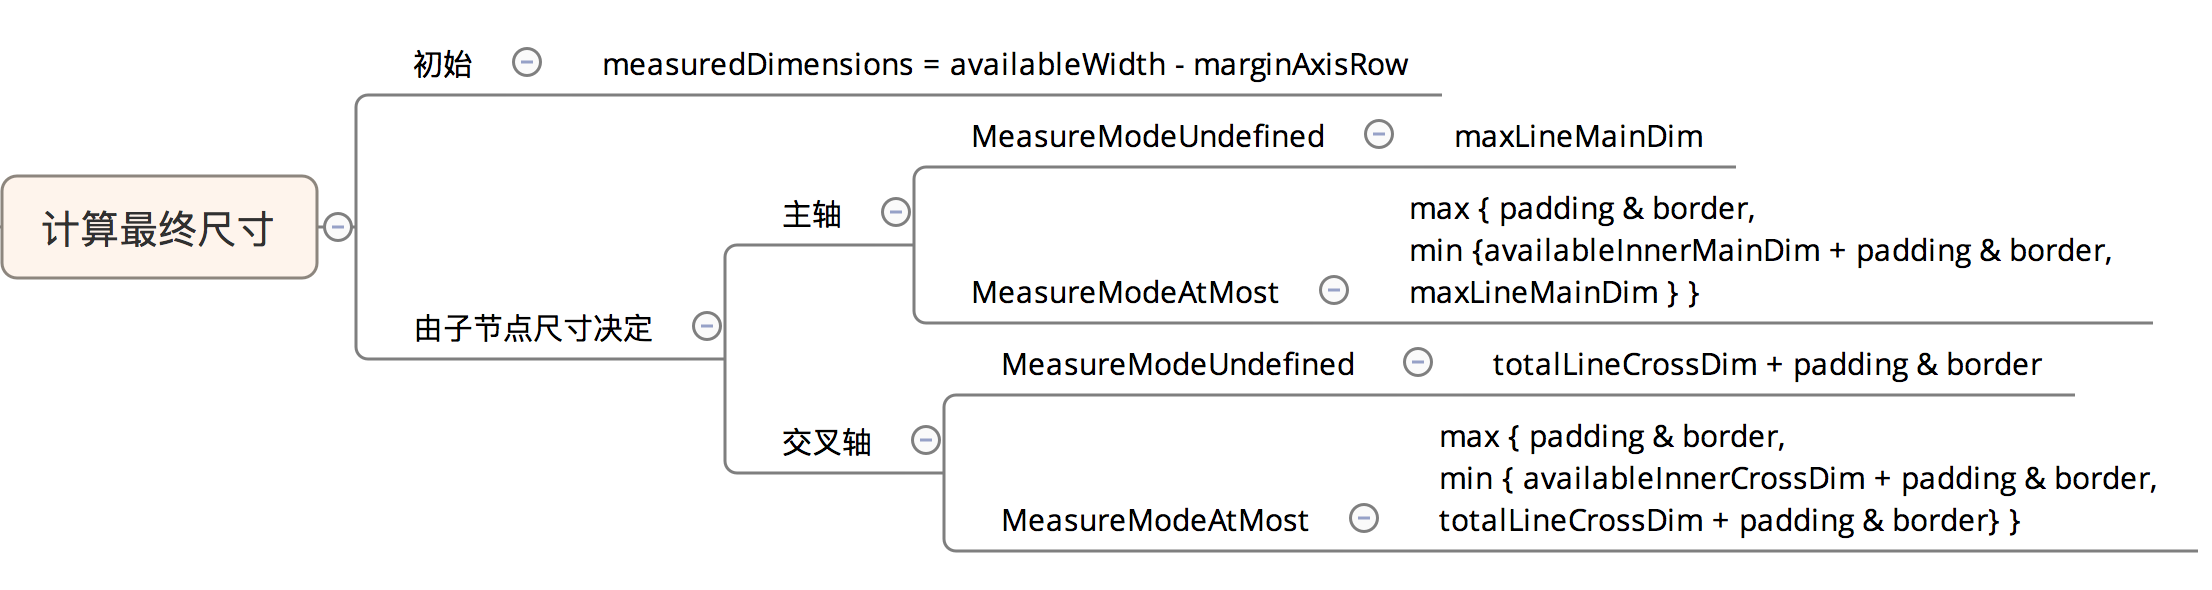 计算最终尺寸
初始
measuredDimensions = availableWidth - marginAxisRow
由子节点尺寸决定
主轴
MeasureModeUndefined
maxLineMainDim
MeasureModeAtMost
max { padding & border,
min {availableInnerMainDim + padding & border,
maxLineMainDim } }
交叉轴
MeasureModeUndefined
totalLineCrossDim + padding & border
MeasureModeAtMost
max { padding & border,
min { availableInnerCrossDim + padding & border,
totalLineCrossDim + padding & border} }